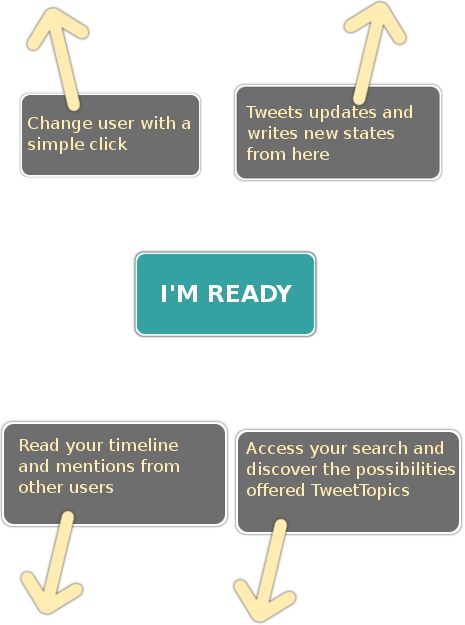 Change user with a
simple click
Tweets updates and
writes new states
from here
I'M READY
Read your timeline
and mentions from
other users
Access your search and
discover the possibilities
offered TweetTopics